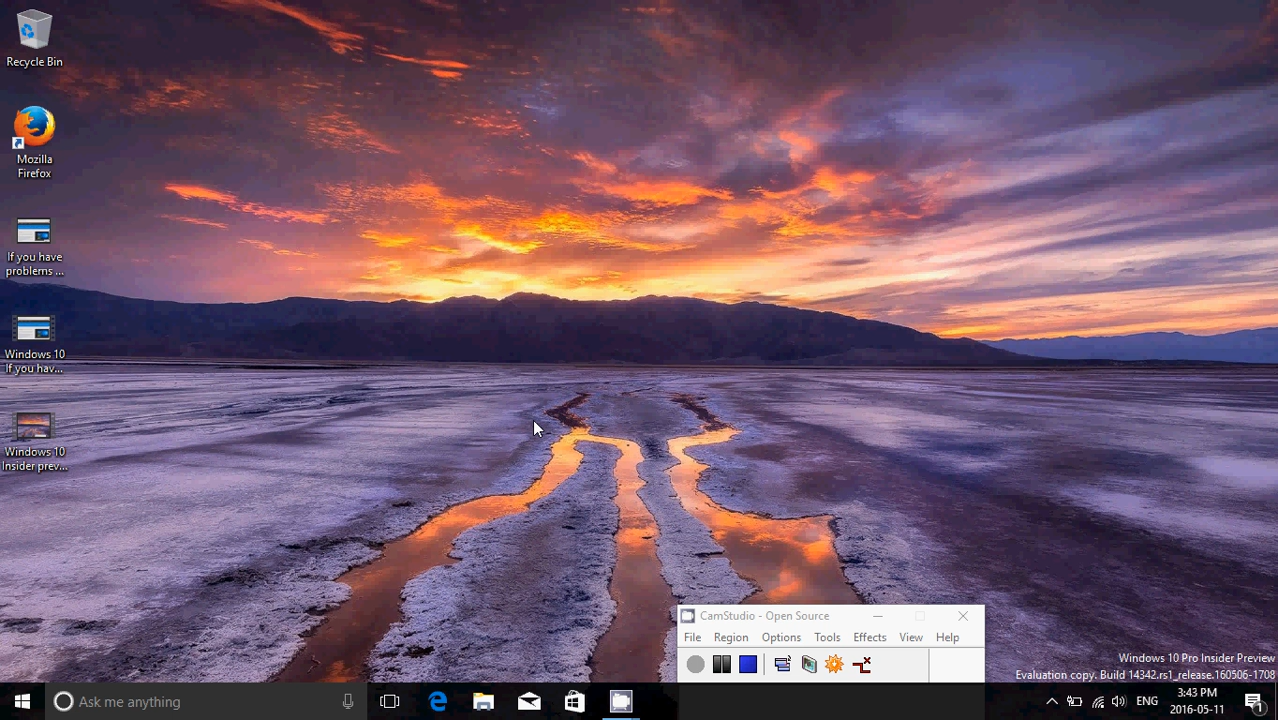 Recycle Bin
Mozilla
Firefox
If you have
problems ...
Windows 10
If you hav...
Windows 10
Insider prev...
CamStudio - Open Source
File Region Options Tools Effects View Help
Windows 10 Pro Insider Preview
Evaluation copy. Build 14342.rs1_release.160506-1708
Ask me anything
ENG
3:43 PM
2016-05-11
1